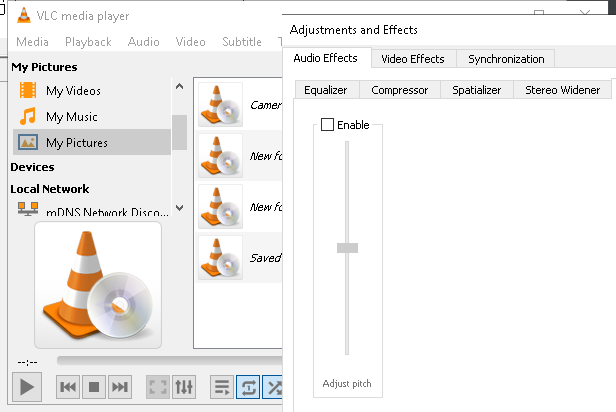 VLC media player
Media Playback Audio Video Subtitle
My Pictures
My Videos
My Music
My Pictures
Devices
Local Network
mDNS Network Disco...
New fo
New fo
Saved
--:--
Adjustments and Effects
Audio Effects Video Effects Synchronization
Equalizer Compressor Spatializer Stereo Widener
Enable
Adjust pitch